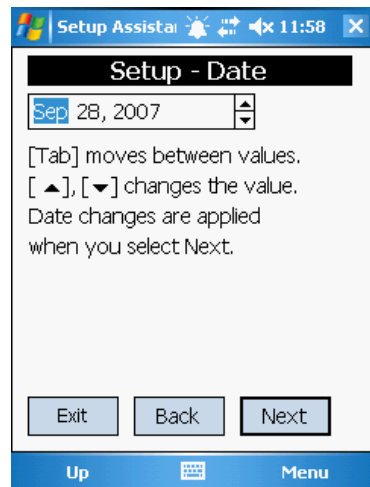 Setup Assista 11:58
Setup - Date
Sep 28, 2007
[Tab] moves between values.
[ ▲], [▼] changes the value.
Date changes are applied
when you select Next.
Exit Back Next
Up Menu